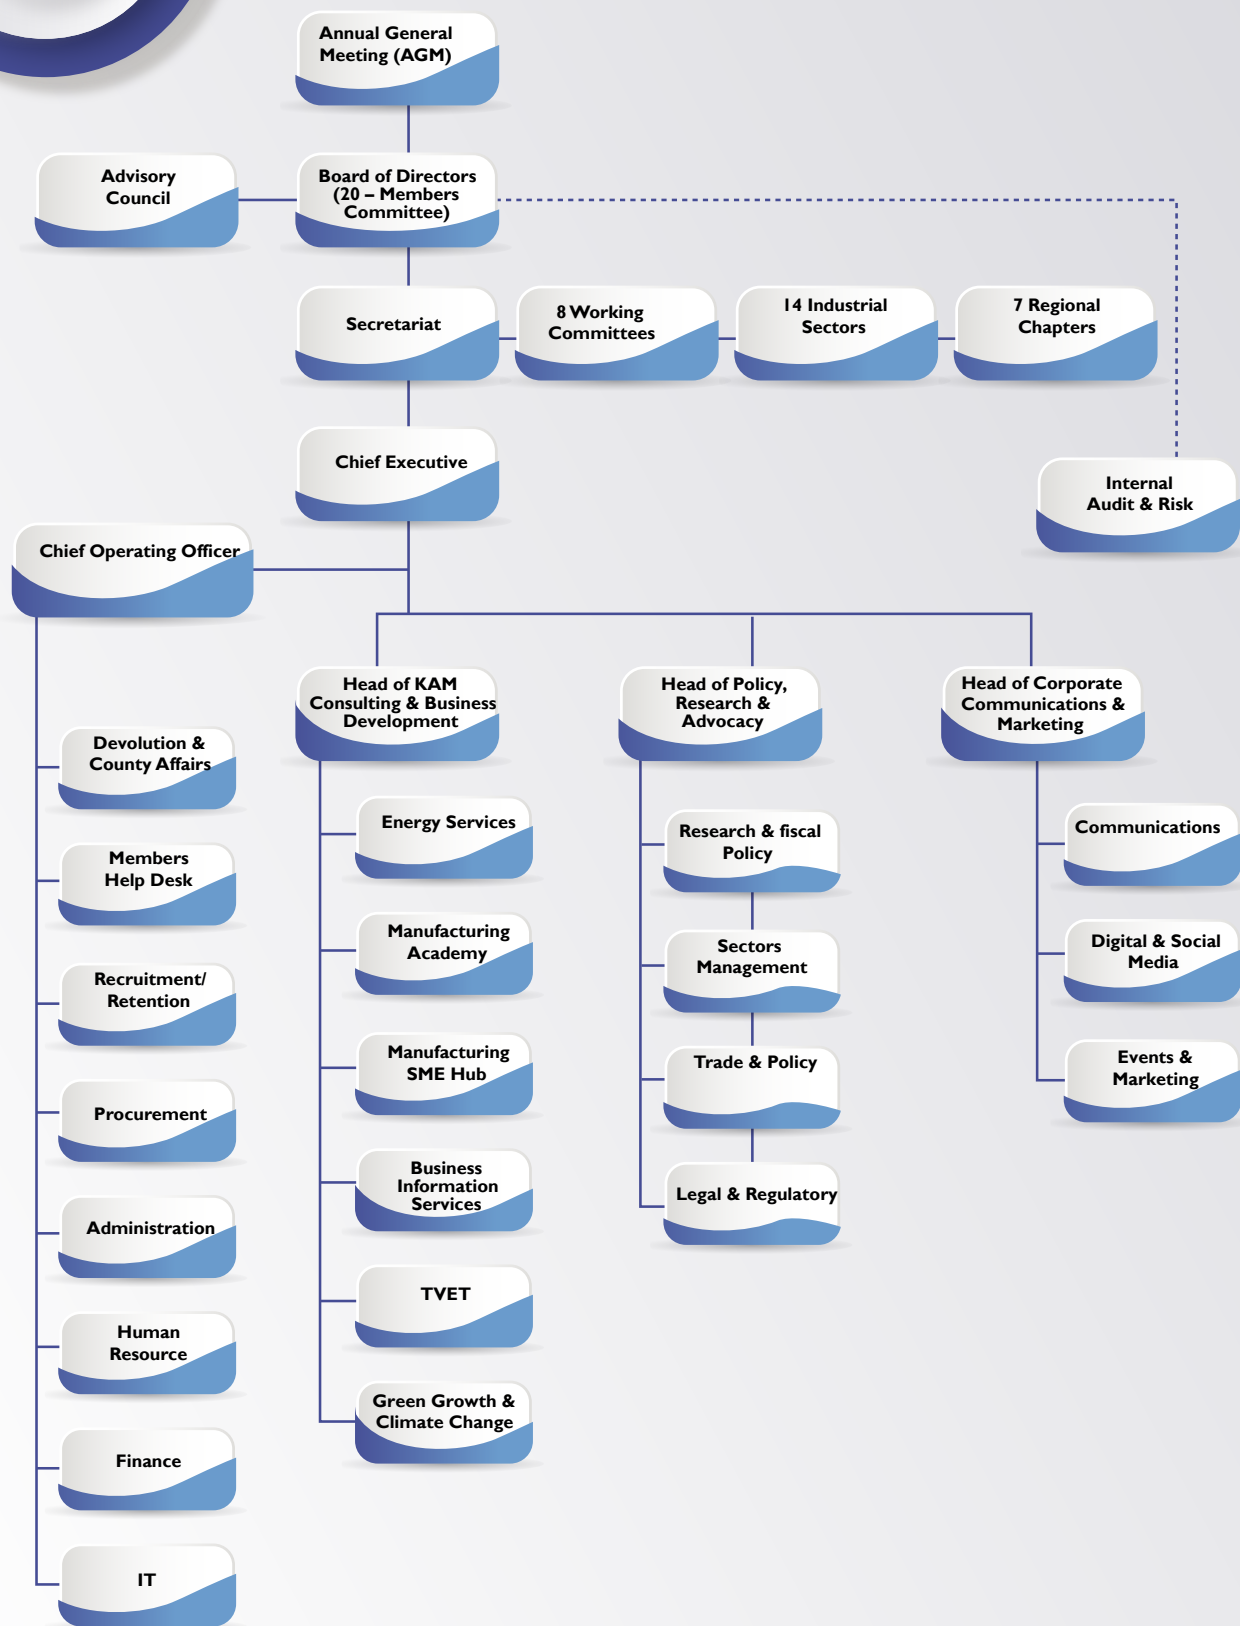 Annual General
Meeting (AGM)
Advisory
Council
Board of Directors
(20 – Members
Committee)
Secretariat
8 Working
Committees
14 Industrial
Sectors
7 Regional
Chapters
Chief Executive
Internal
Audit & Risk
Chief Operating Officer
Head of KAM
Consulting & Business
Development
Head of Policy,
Research &
Advocacy
Head of Corporate
Communications &
Marketing
Devolution &
County Affairs
Members
Help Desk
Recruitment/
Retention
Procurement
Administration
Human
Resource
Finance
IT
Energy Services
Manufacturing
Academy
Manufacturing
SME Hub
Business
Information
Services
TVET
Green Growth &
Climate Change
Research & fiscal
Policy
Sectors
Management
Trade & Policy
Legal & Regulatory
Communications
Digital & Social
Media
Events &
Marketing